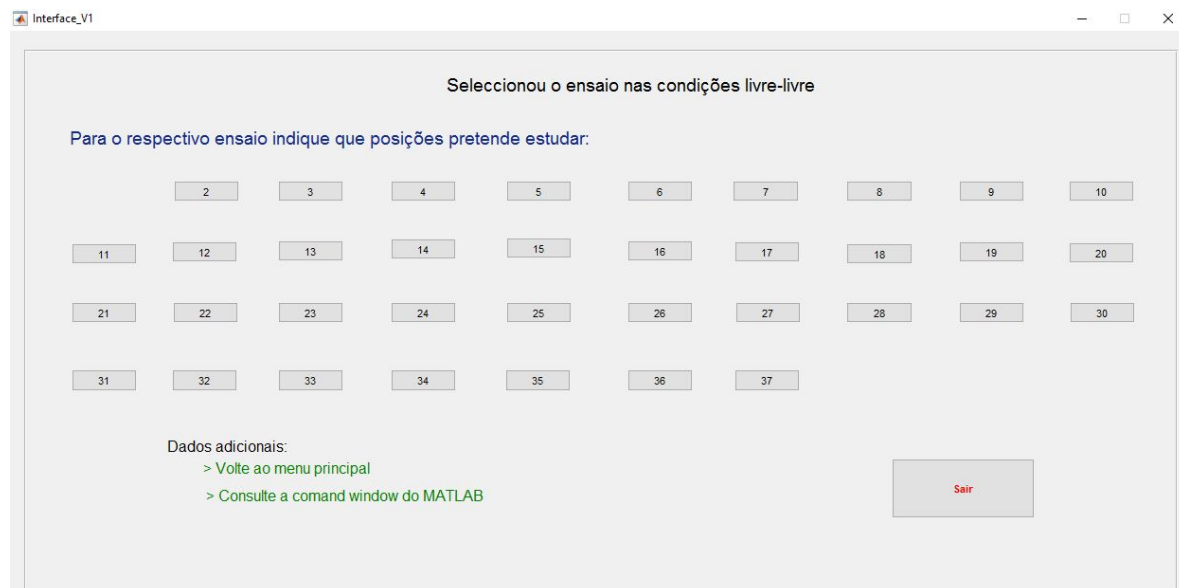 Interface_V1
Seleccionou o ensaio nas condições livre-livre
Para o respectivo ensaio indique que posições pretende estudar:
2 3 4 5 6 7 8 9 10
11 12 13 14 15 16 17 18 19 20
21 22 23 24 25 26 27 28 29 30
31 32 33 34 35 36 37
Dados adicionais:
> Volte ao menu principal
> Consulte a comand window do MATLAB
Sair